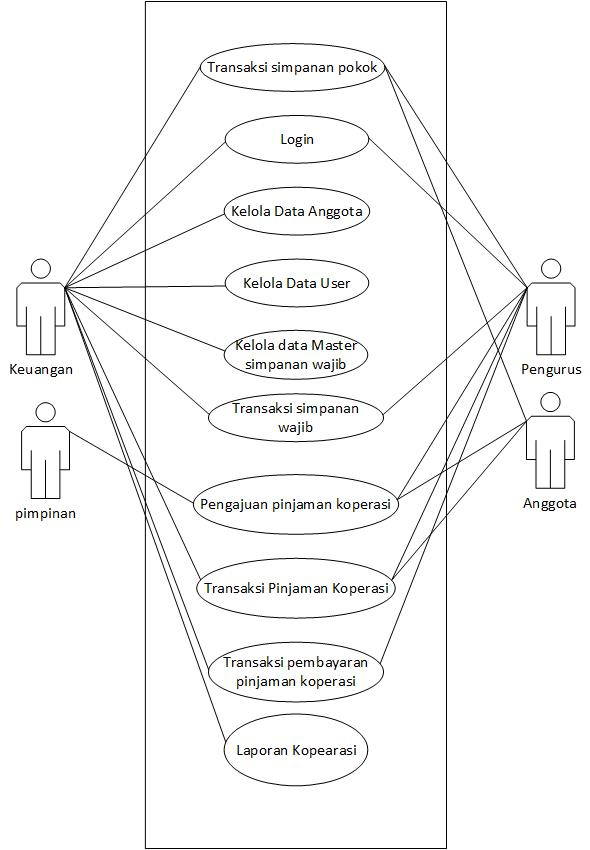 Transaksi simpanan pokok
Login
Kelola Data Anggota
Kelola Data User
Kelola data Master
simpanan wajib
Transaksi simpanan
wajib
Pengajuan pinjaman koperasi
Transaksi Pinjaman Koperasi
Transaksi pembayaran
pinjaman koperasi
Laporan Kopearasi
Keuangan
pimpinan
Pengurus
Anggota